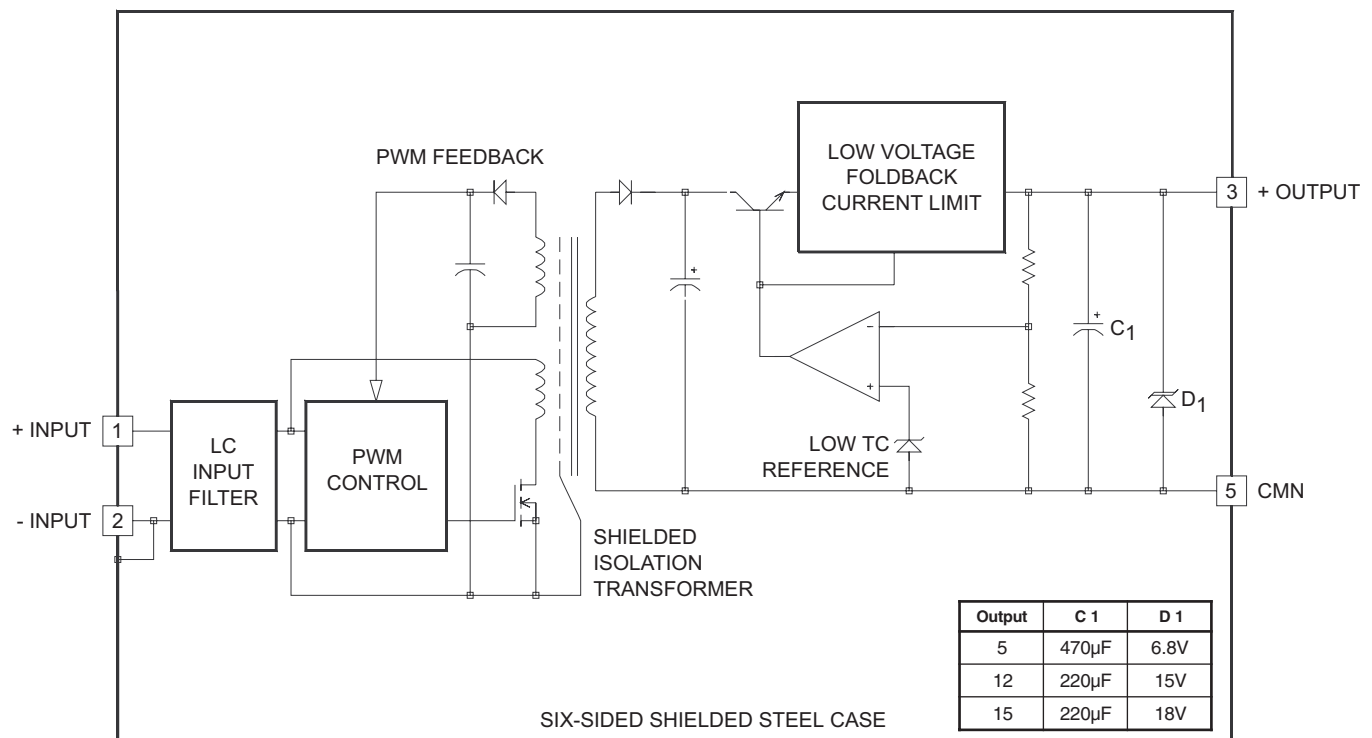 PWM FEEDBACK
LOW VOLTAGE
FOLDBACK
CURRENT LIMIT
3
+ OUTPUT
+
+
C1
−
+
D1
+ INPUT
1
LC
INPUT
FILTER
PWM
CONTROL
LOW TC
REFERENCE
5
CMN
- INPUT
2
SHIELDED
ISOLATION
TRANSFORMER
Output C 1 D 1
5 470µF 6.8V
12 220µF 15V
15 220µF 18V
SIX-SIDED SHIELDED STEEL CASE